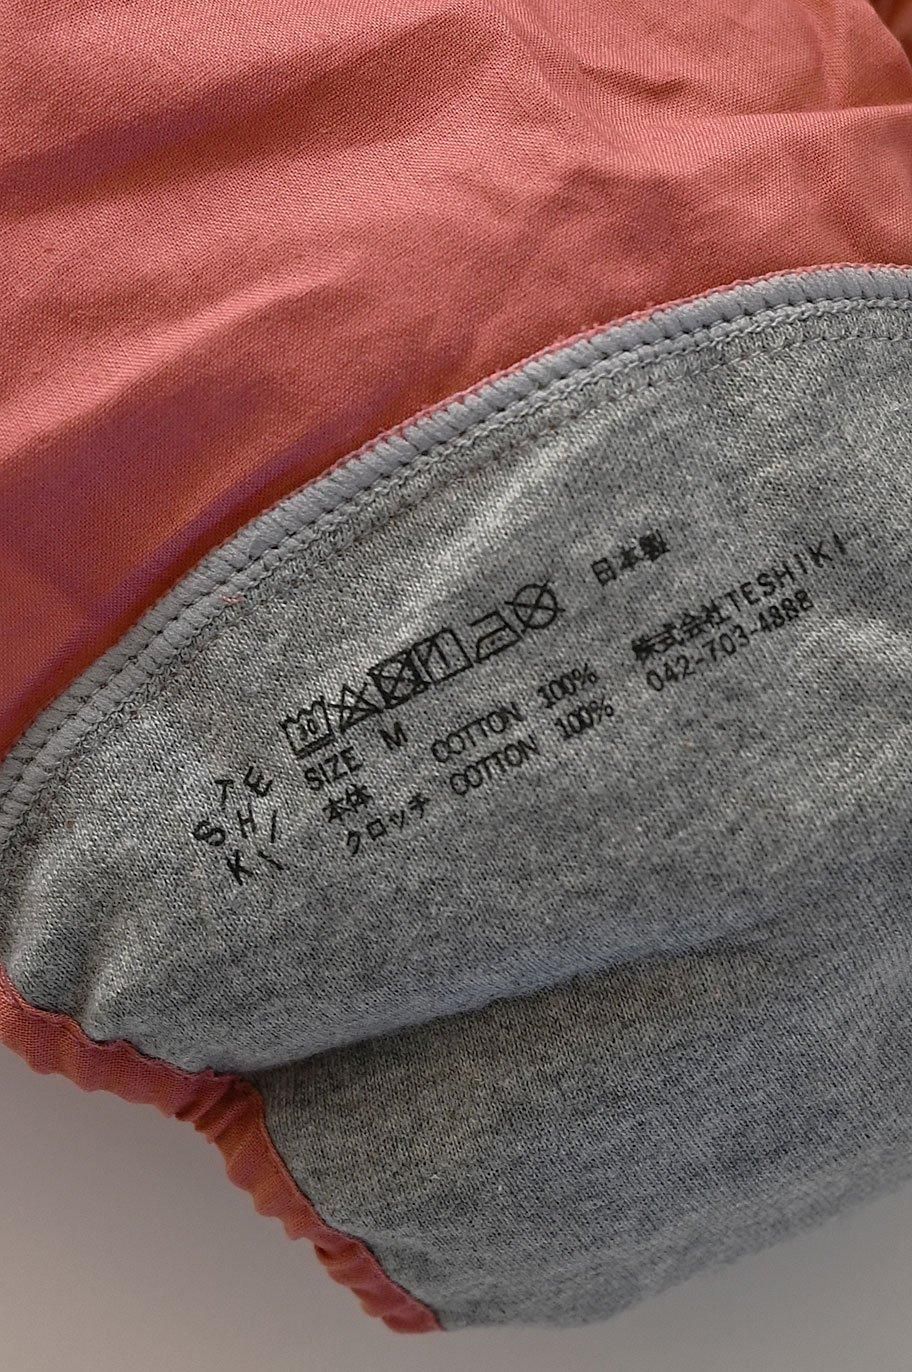 TESHIKI
30
SIZE M
本体 COTTON 100%
クロッチ COTTON 100%
日本製
株式会社TESHIKI
042-703-4888